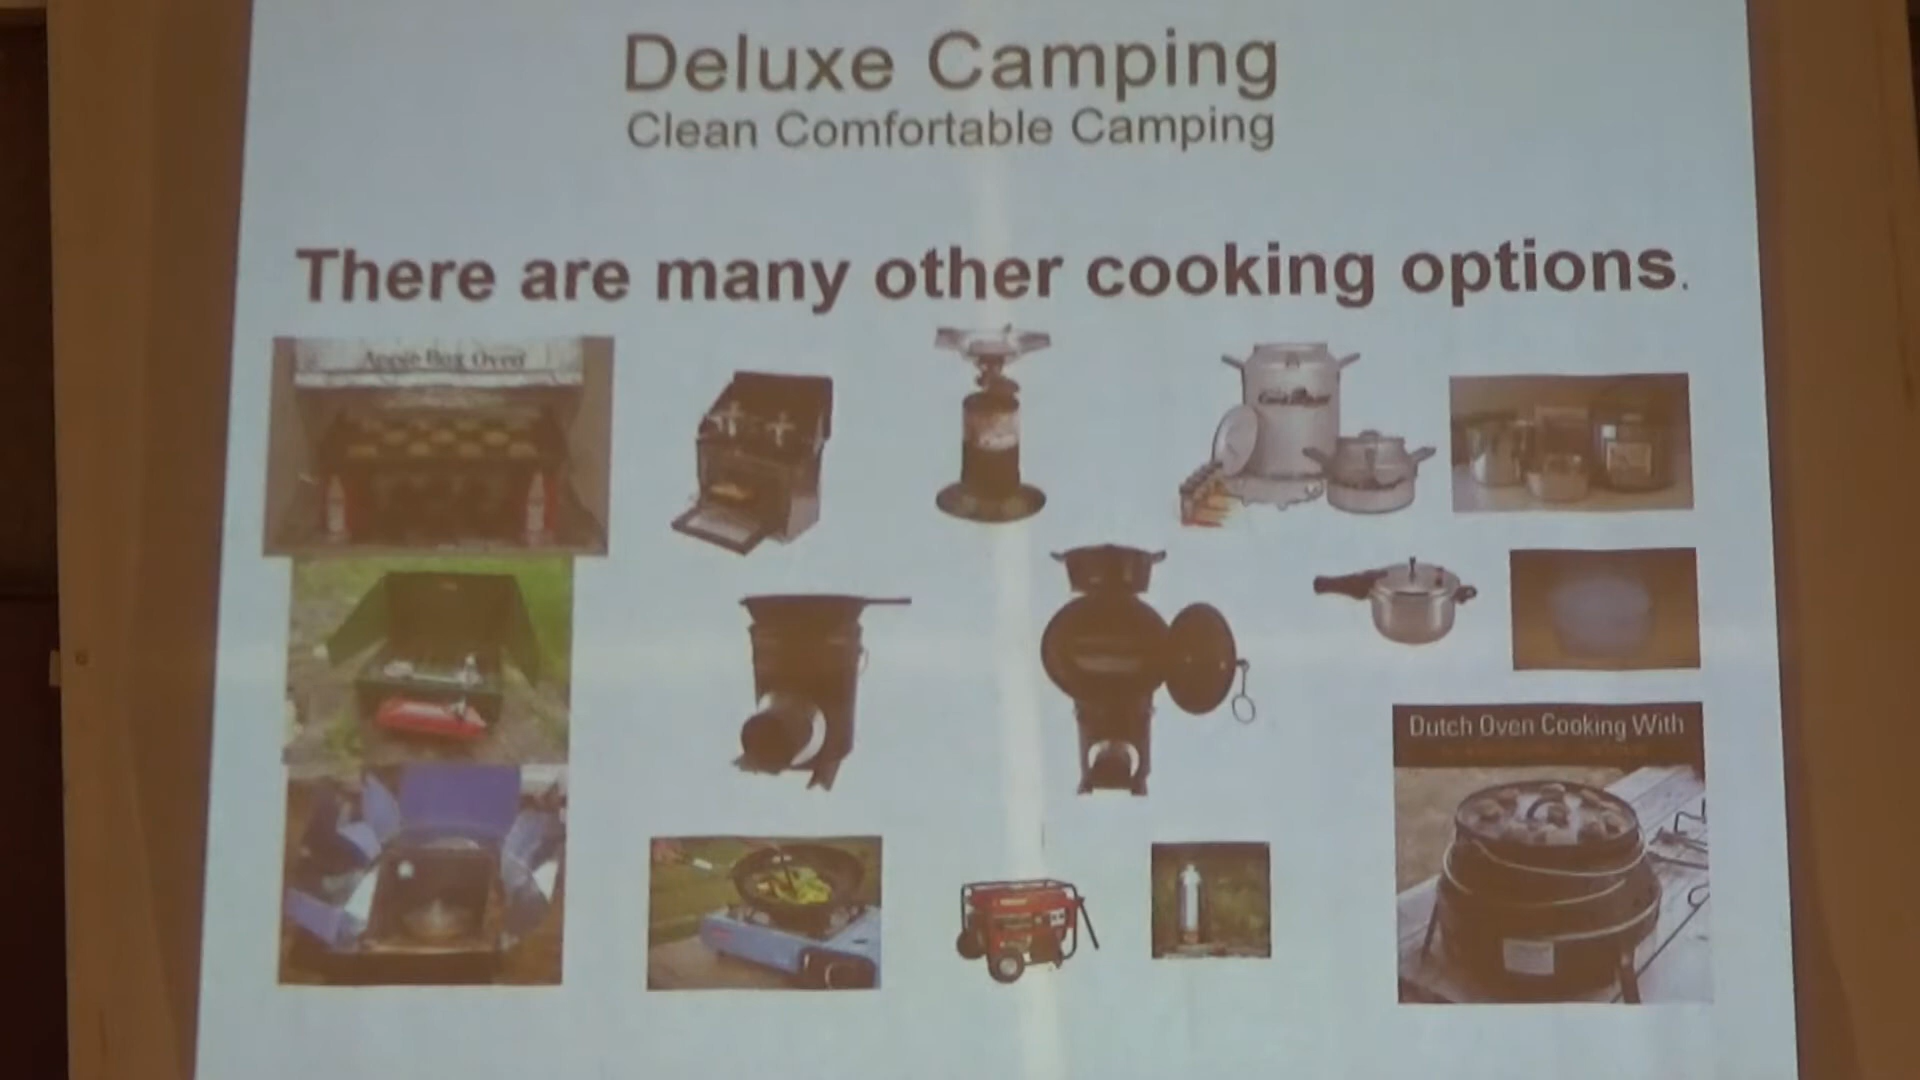 Deluxe Camping
Clean Comfortable Camping
There are many other cooking options.
Apple Box Oven
Dutch Oven Cooking With